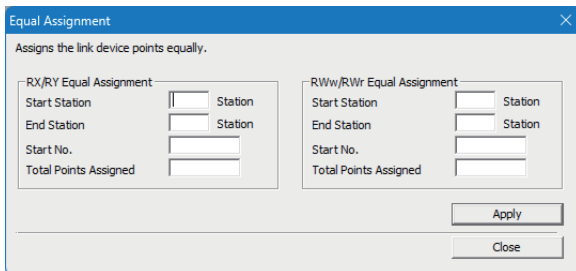 Equal Assignment
Assigns the link device points equally.
RX/RY Equal Assignment
Start Station Station
End Station Station
Start No.
Total Points Assigned
RWw/RWr Equal Assignment
Start Station Station
End Station Station
Start No.
Total Points Assigned
Apply
Close